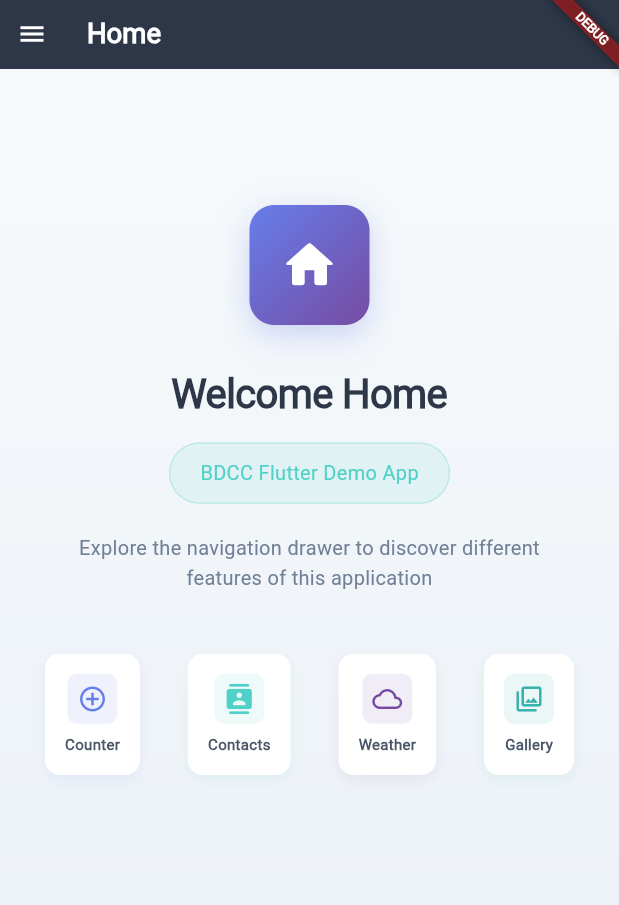 Home
DEBUG
Welcome Home
BDCC Flutter Demo App
Explore the navigation drawer to discover different
features of this application
Counter
Contacts
Weather
Gallery